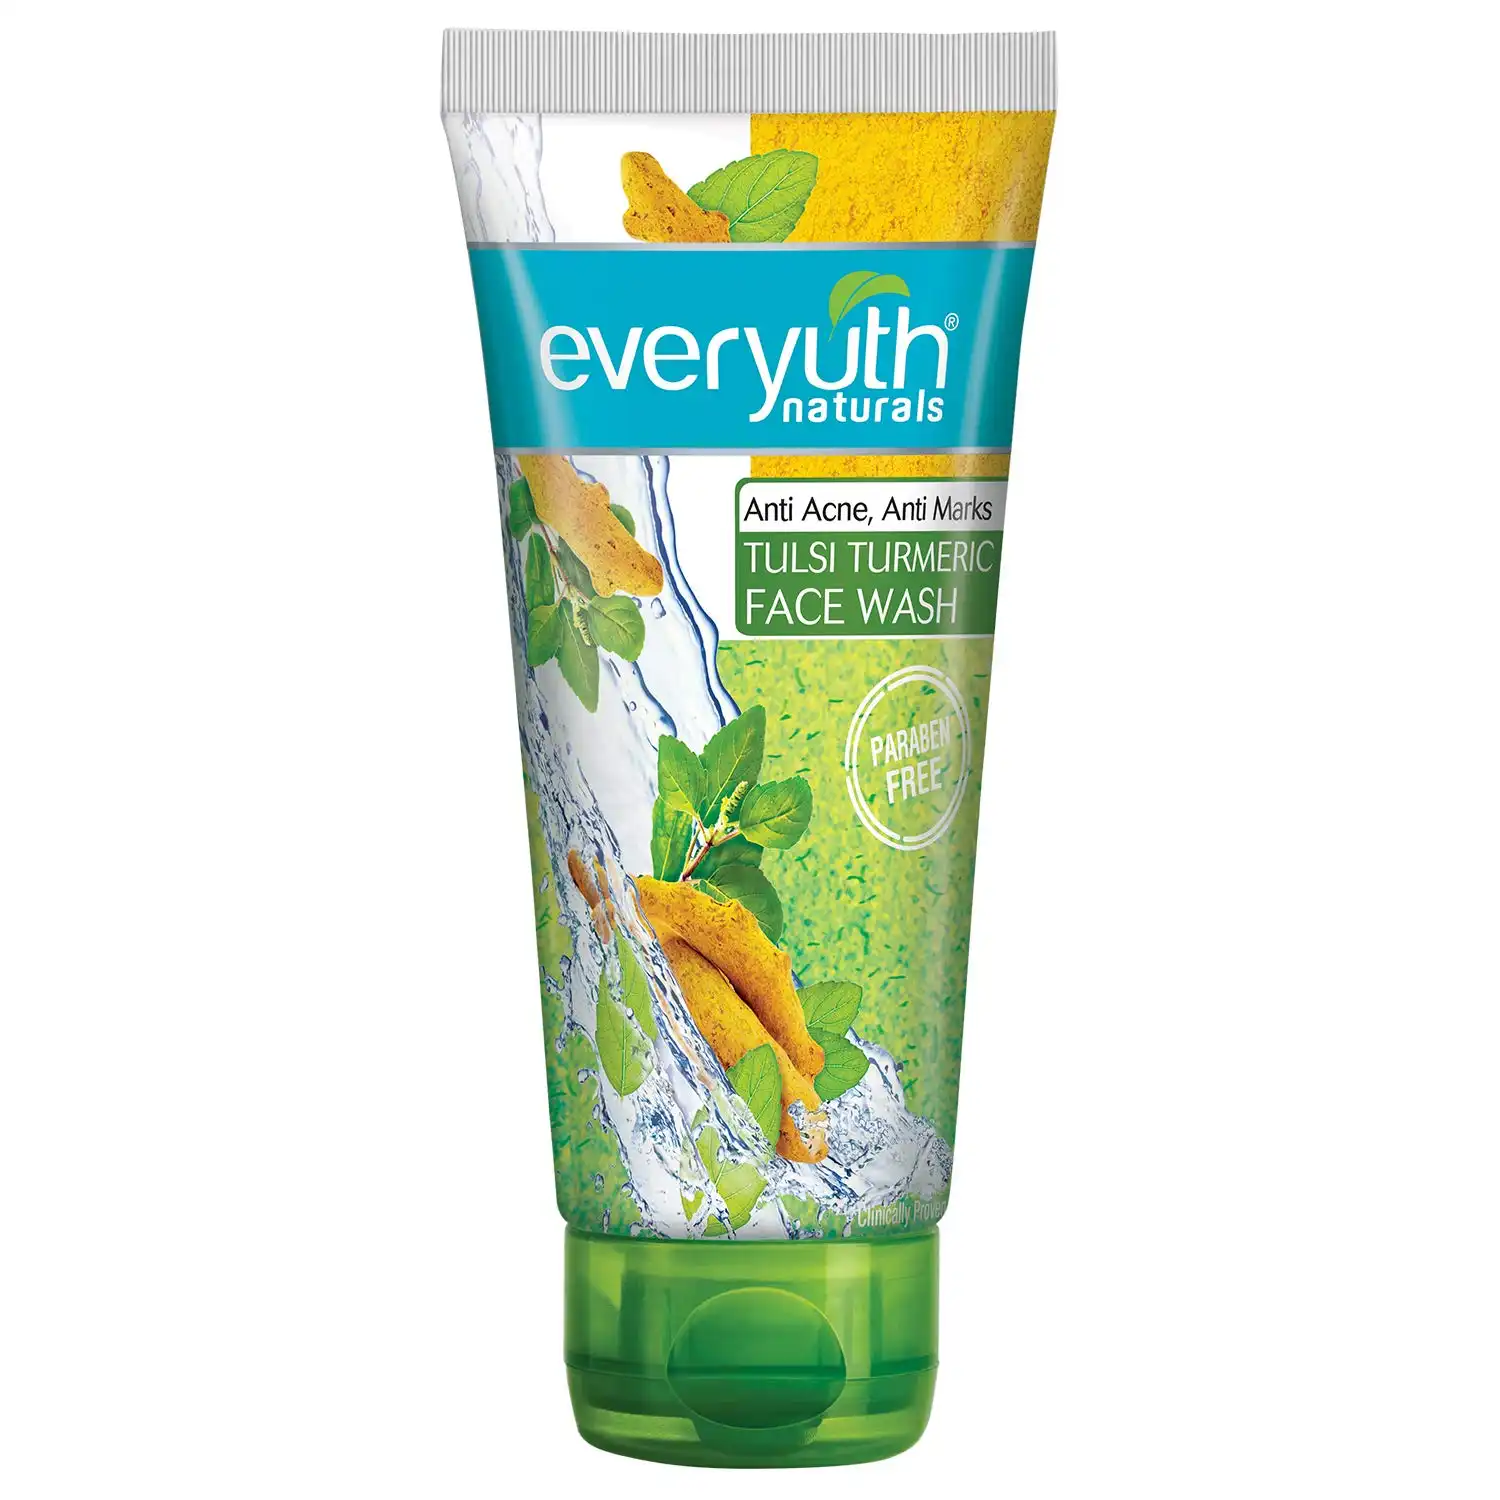 everyuth®
naturals
Anti Acne, Anti Marks
TULSI TURMERIC
FACE WASH
PARABEN
FREE
Clinically Proven